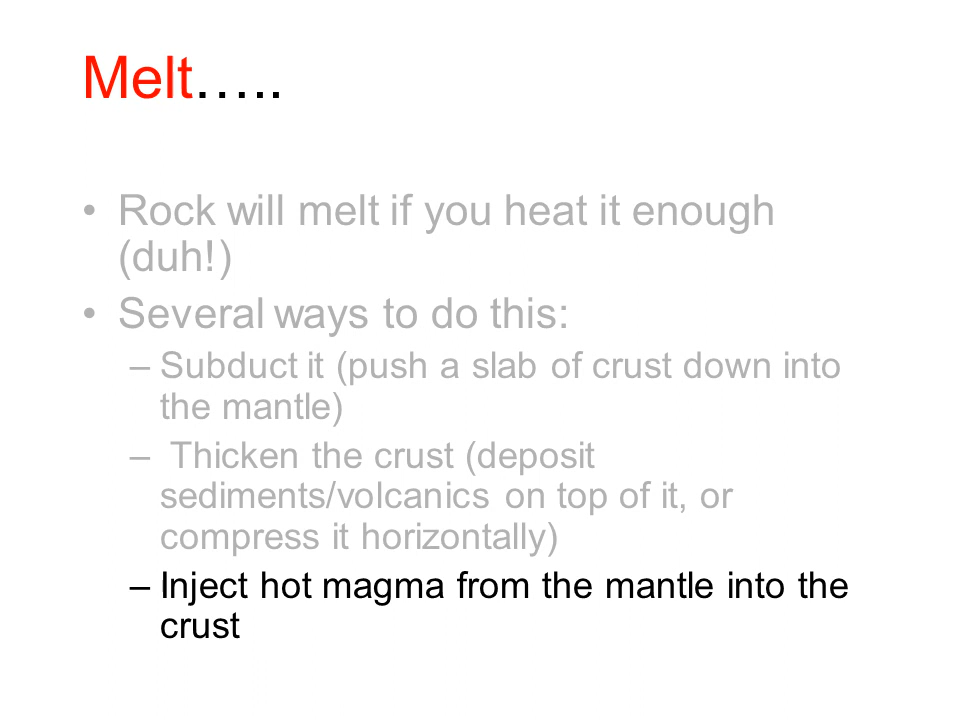 Melt…..
• Rock will melt if you heat it enough
(duh!)
• Several ways to do this:
– Subduct it (push a slab of crust down into
the mantle)
– Thicken the crust (deposit
sediments/volcanics on top of it, or
compress it horizontally)
– Inject hot magma from the mantle into the
crust